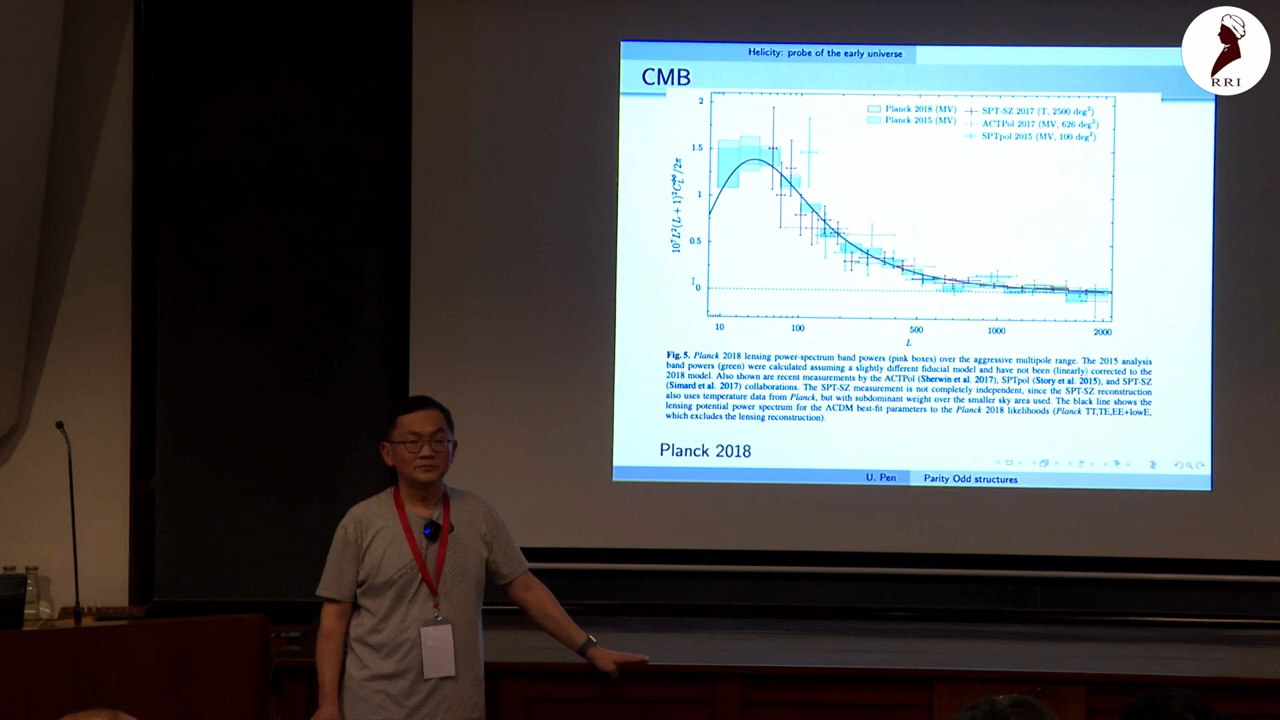 Helicity: probe of the early universe
RRI
CMB
Planck 2018 (MV)
Planck 2015 (MV)
SPT-SZ 2017 (T, 2500 deg²)
ACTPol 2017 (MV, 626 deg²)
SPTpol 2015 (MV, 100 deg²)
10⁷L²(L + 1)²C_L^ϕϕ/2π
2
1.5
1
0.5
0
10 100 500 1000 2000
L
Fig. 5. Planck 2018 lensing power-spectrum band powers (pink boxes) over the aggressive multipole range. The 2015 analysis
band powers (green) were calculated assuming a slightly different fiducial model and have not been (linearly) corrected to the
2018 model. Also shown are recent measurements by the ACTPol (Sherwin et al. 2017), SPTpol (Story et al. 2015), and SPT-SZ
(Simard et al. 2017) collaborations. The SPT-SZ measurement is not completely independent, since the SPT-SZ reconstruction
also uses temperature data from Planck, but with subdominant weight over the smaller sky area used. The black line shows the
lensing potential power spectrum for the ΛCDM best-fit parameters to the Planck 2018 likelihoods (Planck TT,TE,EE+lowE,
which excludes the lensing reconstruction).
Planck 2018
U. Pen Parity Odd structures